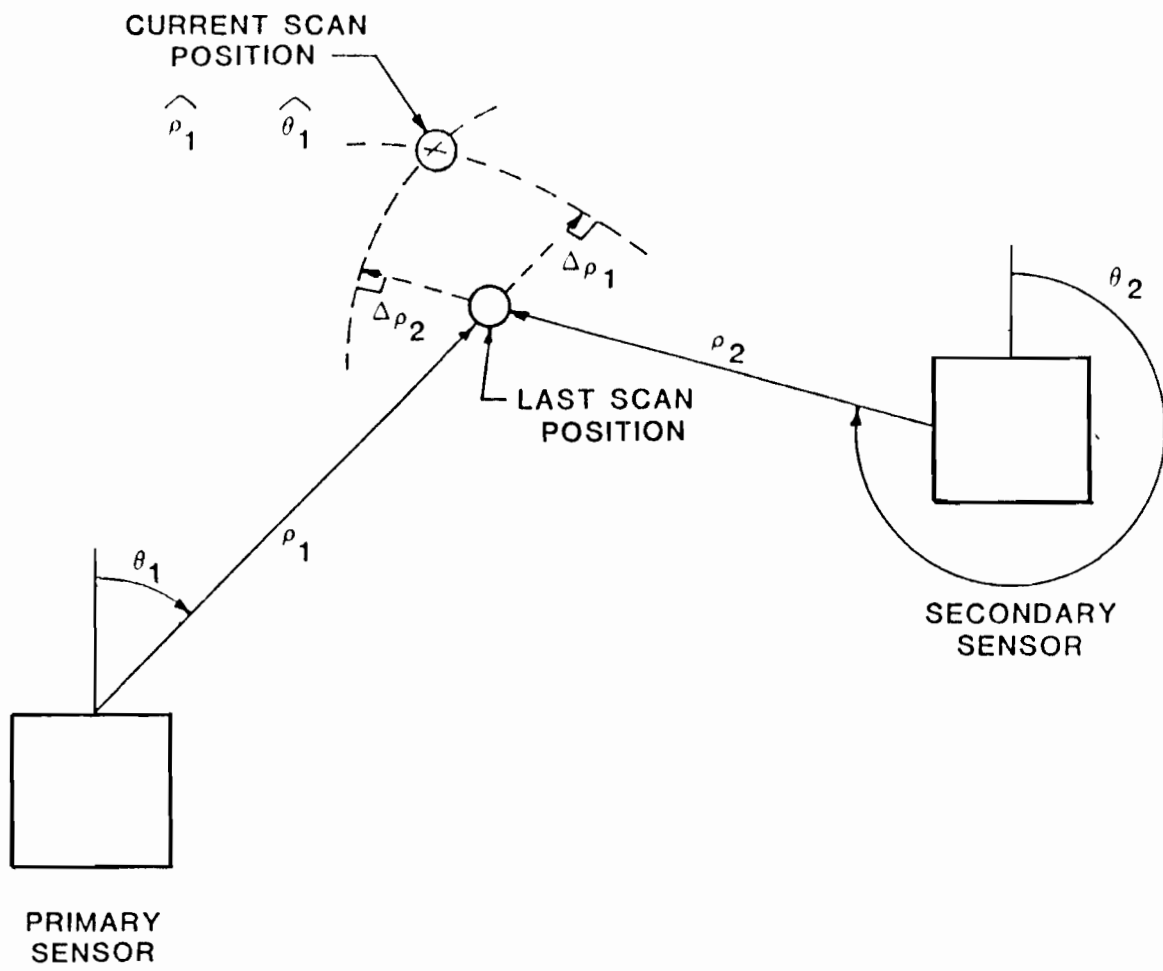 CURRENT SCAN
POSITION
ρ̂1 θ̂1
Δρ1
Δρ2
θ2
ρ2
LAST SCAN
POSITION
ρ1
θ1
SECONDARY
SENSOR
PRIMARY
SENSOR